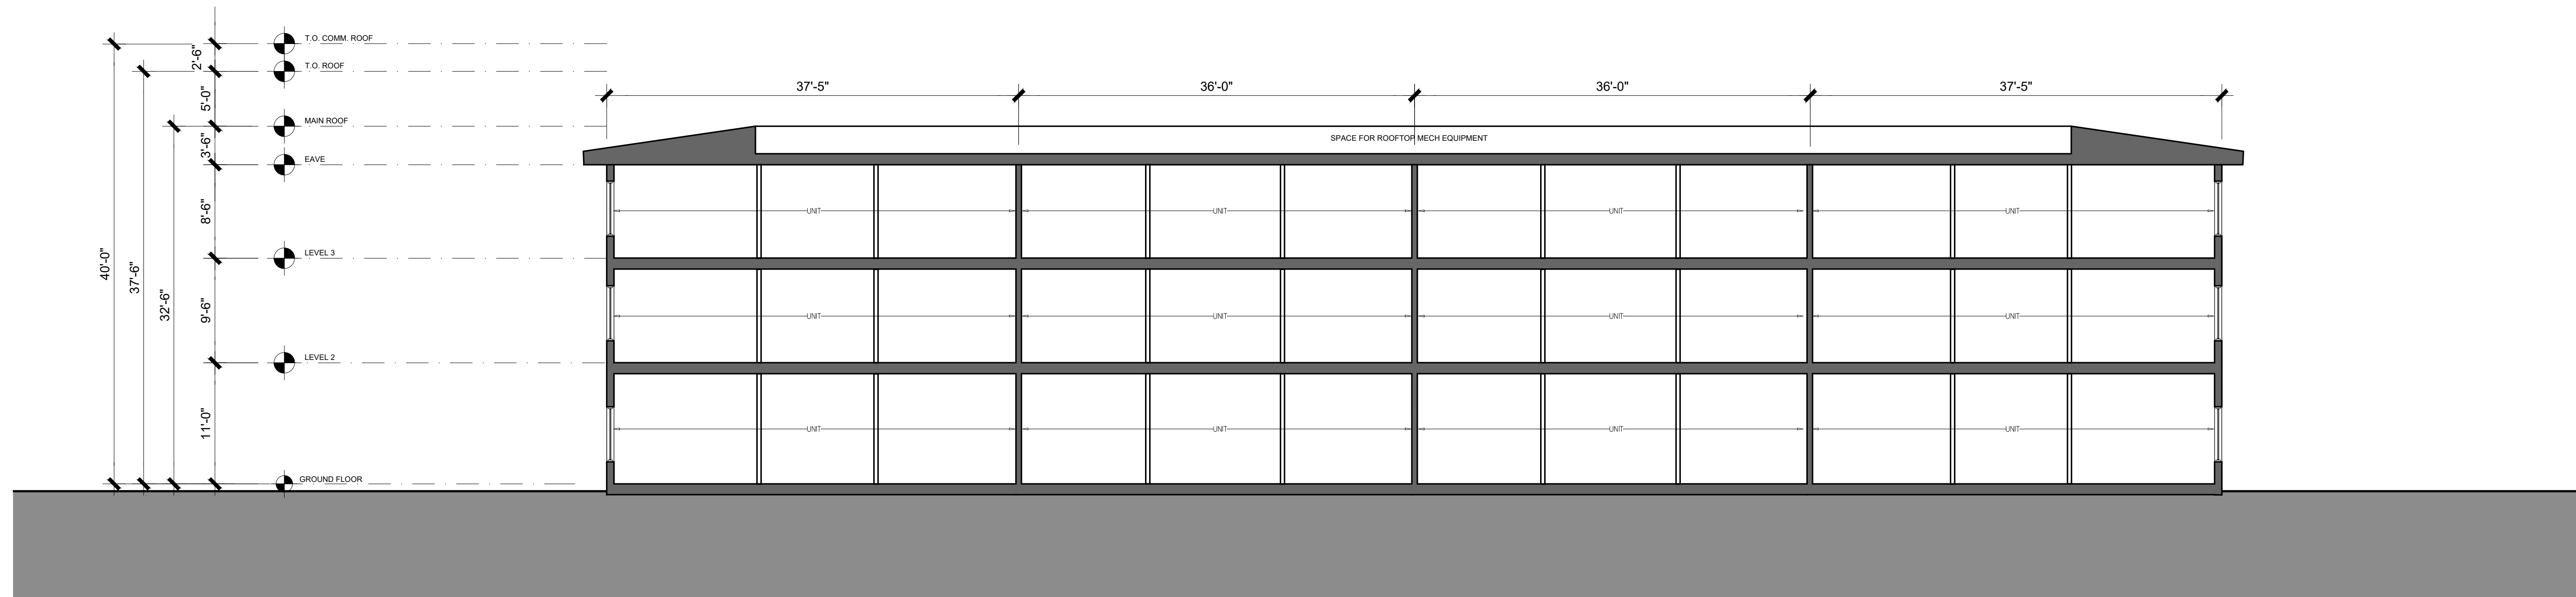 T.O. COMM. ROOF
2'-6"
T.O. ROOF
5'-0"
37'-5"
36'-0"
36'-0"
37'-5"
MAIN ROOF
SPACE FOR ROOFTOP MECH EQUIPMENT
3'-6"
EAVE
8'-6"
UNIT
UNIT
UNIT
UNIT
LEVEL 3
40'-0"
37'-6"
32'-6"
9'-6"
UNIT
UNIT
UNIT
UNIT
LEVEL 2
11'-0"
UNIT
UNIT
UNIT
UNIT
GROUND FLOOR